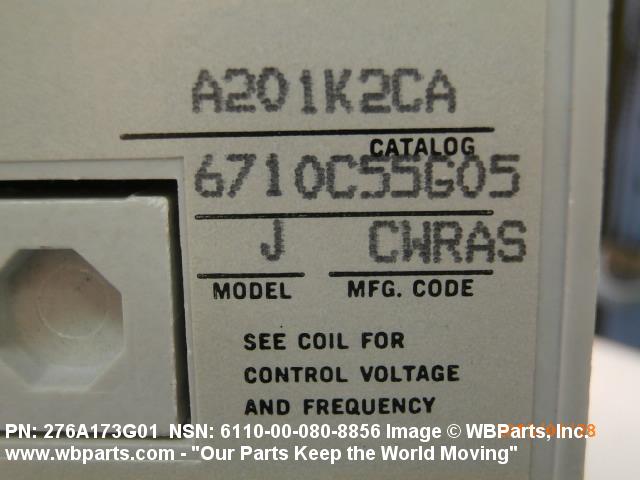 A201K2CA
CATALOG
6710C55G05
J CWRAS
MODEL MFG. CODE
SEE COIL FOR
CONTROL VOLTAGE
AND FREQUENCY
PN: 276A173G01 NSN: 6110-00-080-8856 Image © WBParts, Inc.
www.wbparts.com - "Our Parts Keep the World Moving"